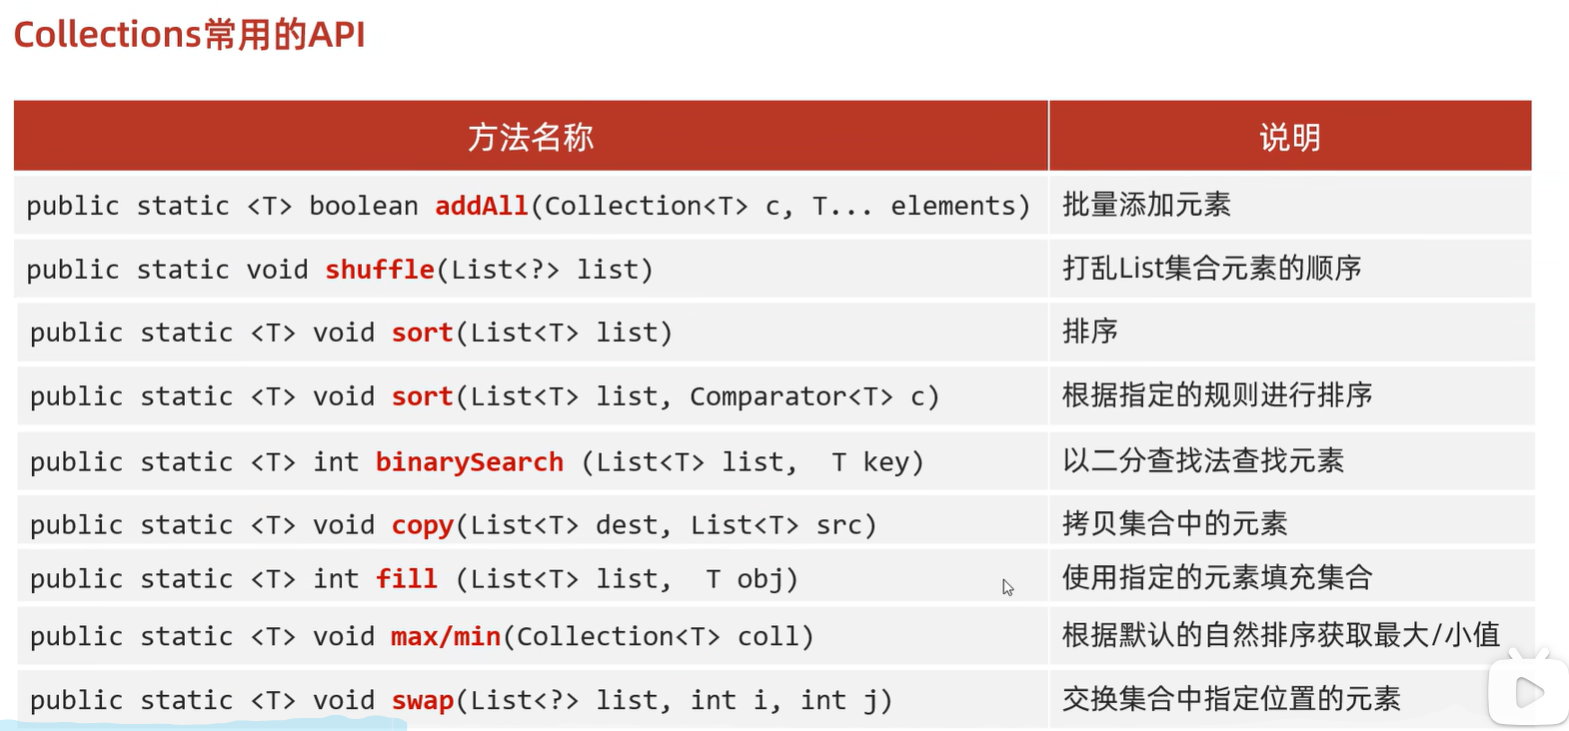 Collections常用的API
方法名称 说明
public static <T> boolean addAll(Collection<T> c, T... elements) 批量添加元素
public static void shuffle(List<?> list) 打乱List集合元素的顺序
public static <T> void sort(List<T> list) 排序
public static <T> void sort(List<T> list, Comparator<T> c) 根据指定的规则进行排序
public static <T> int binarySearch (List<T> list, T key) 以二分查找法查找元素
public static <T> void copy(List<T> dest, List<T> src) 拷贝集合中的元素
public static <T> int fill (List<T> list, T obj) 使用指定的元素填充集合
public static <T> void max/min(Collection<T> coll) 根据默认的自然排序获取最大/小值
public static <T> void swap(List<?> list, int i, int j) 交换集合中指定位置的元素